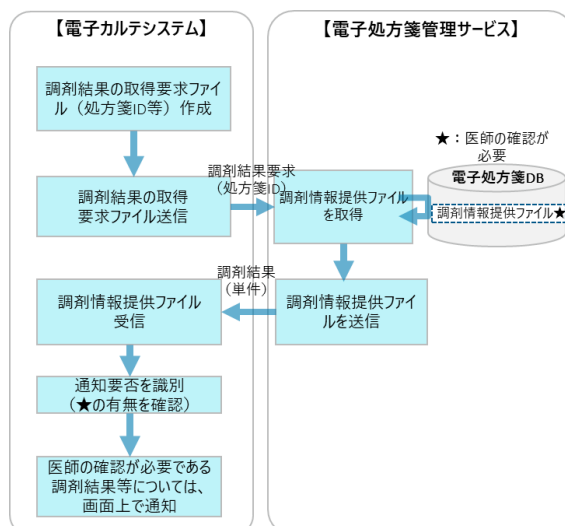 【電子カルテシステム】
【電子処方箋管理サービス】
調剤結果の取得要求ファイ
ル（処方箋ID等）作成
★：医師の確認が
必要
電子処方箋DB
調剤情報提供ファイル★
調剤結果要求
（処方箋ID）
調剤結果の取得
要求ファイル送信
調剤情報提供ファイル
を取得
調剤結果
（単件）
調剤情報提供ファイ
ルを送信
調剤情報提供ファイル
受信
通知要否を識別
（★の有無を確認）
医師の確認が必要である
調剤結果等については、
画面上で通知